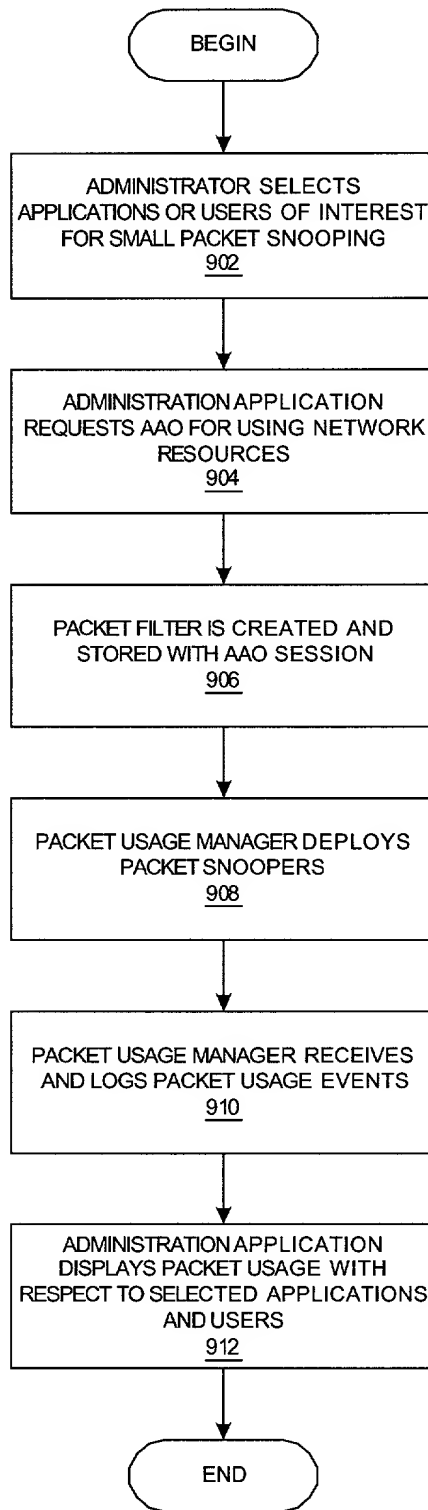 BEGIN
ADMINISTRATOR SELECTS
APPLICATIONS OR USERS OF INTEREST
FOR SMALL PACKET SNOOPING
902
ADMINISTRATION APPLICATION
REQUESTS AAO FOR USING NETWORK
RESOURCES
904
PACKET FILTER IS CREATED AND
STORED WITH AAO SESSION
906
PACKET USAGE MANAGER DEPLOYS
PACKET SNOOPERS
908
PACKET USAGE MANAGER RECEIVES
AND LOGS PACKET USAGE EVENTS
910
ADMINISTRATION APPLICATION
DISPLAYS PACKET USAGE WITH
RESPECT TO SELECTED APPLICATIONS
AND USERS
912
END